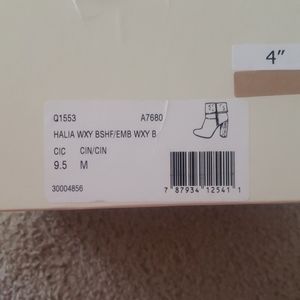 4"
Q1553 A7680
HALIA WXY BSHF/EMB WXY B
CIC CIN/CIN
9.5 M
30004856
7 87934 12541 1